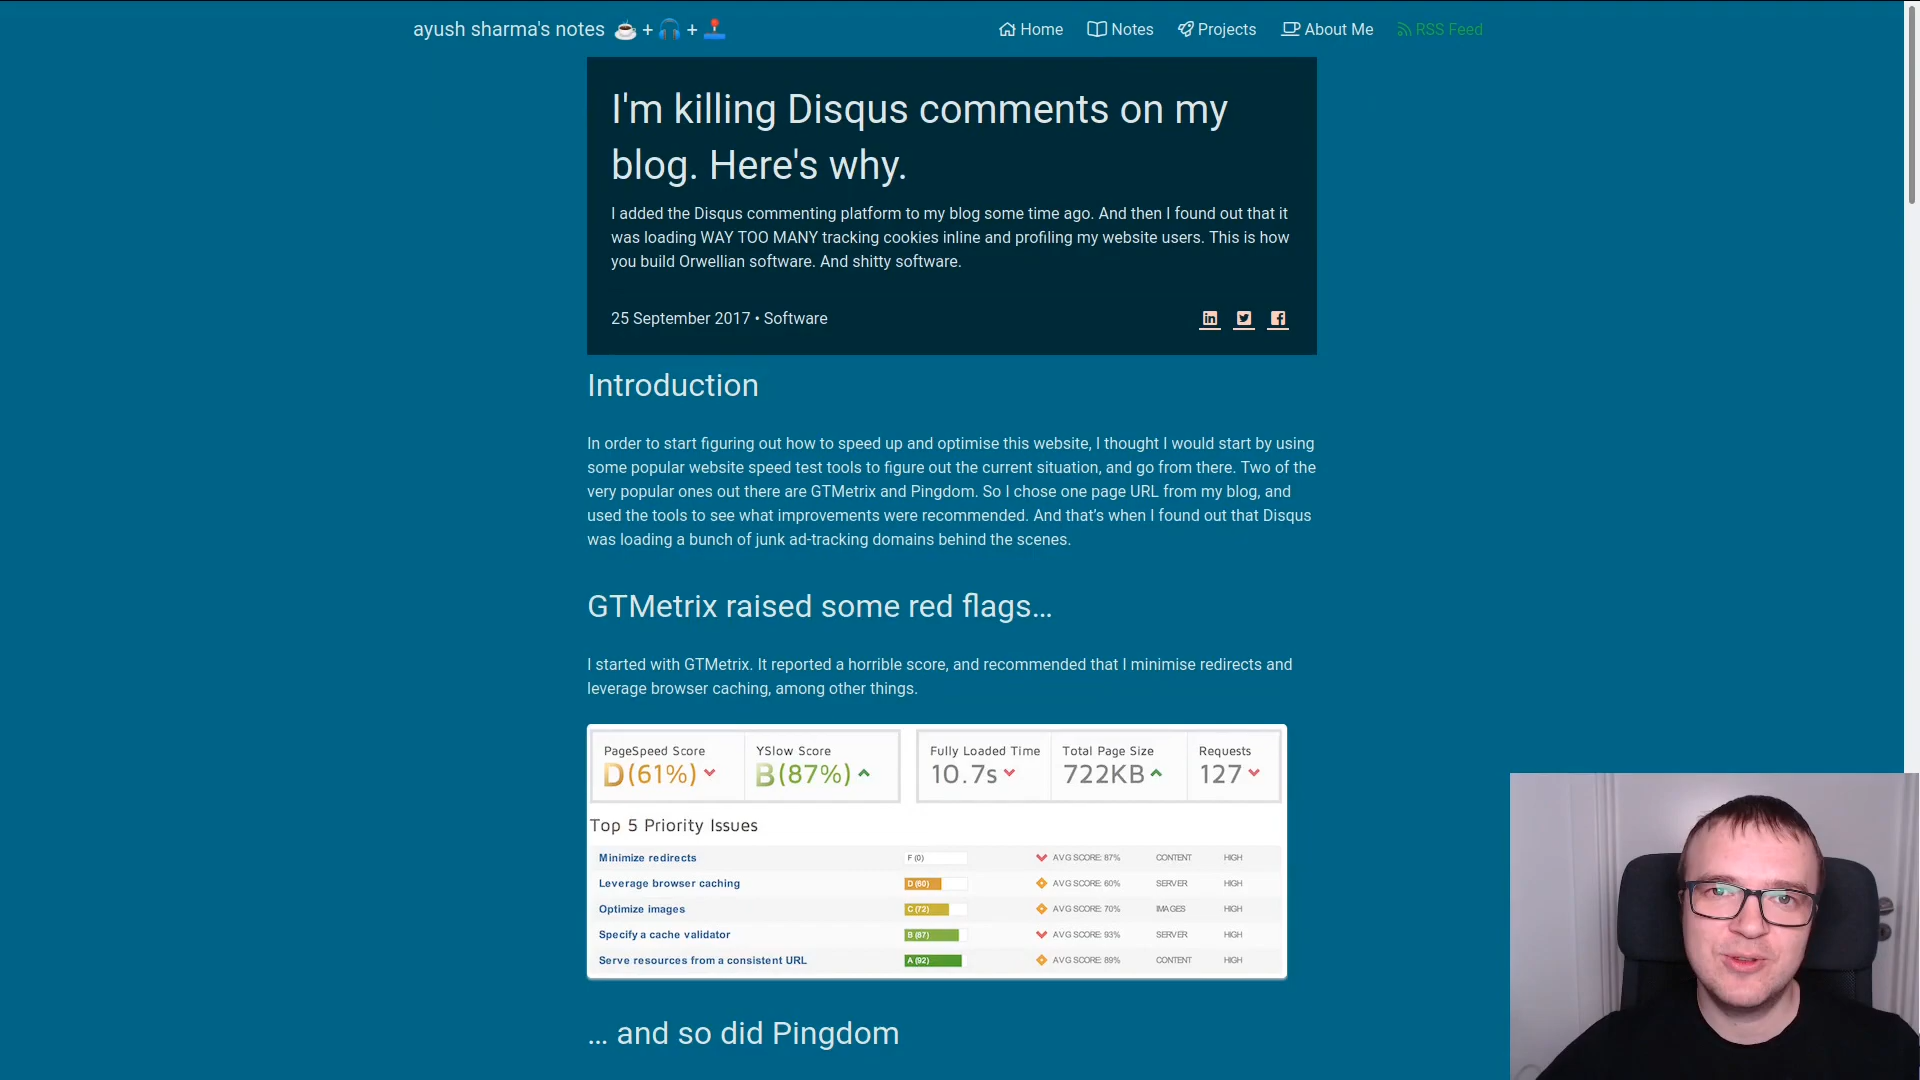 ayush sharma's notes ☕ + 🎧 + 🕹️
Home Notes Projects About Me RSS Feed
I'm killing Disqus comments on my
blog. Here's why.
I added the Disqus commenting platform to my blog some time ago. And then I found out that it
was loading WAY TOO MANY tracking cookies inline and profiling my website users. This is how
you build Orwellian software. And shitty software.
25 September 2017 • Software
Introduction
In order to start figuring out how to speed up and optimise this website, I thought I would start by using
some popular website speed test tools to figure out the current situation, and go from there. Two of the
very popular ones out there are GTMetrix and Pingdom. So I chose one page URL from my blog, and
used the tools to see what improvements were recommended. And that's when I found out that Disqus
was loading a bunch of junk ad-tracking domains behind the scenes.
GTMetrix raised some red flags...
I started with GTMetrix. It reported a horrible score, and recommended that I minimise redirects and
leverage browser caching, among other things.
PageSpeed Score YSlow Score Fully Loaded Time Total Page Size Requests
D(61%) B(87%) 10.7s 722KB 127
Top 5 Priority Issues
Minimize redirects F (0) AVG SCORE: 87% CONTENT HIGH
Leverage browser caching D (60) AVG SCORE: 60% SERVER HIGH
Optimize images C (72) AVG SCORE: 70% IMAGES HIGH
Specify a cache validator B (87) AVG SCORE: 93% SERVER HIGH
Serve resources from a consistent URL A (92) AVG SCORE: 89% CONTENT HIGH
... and so did Pingdom